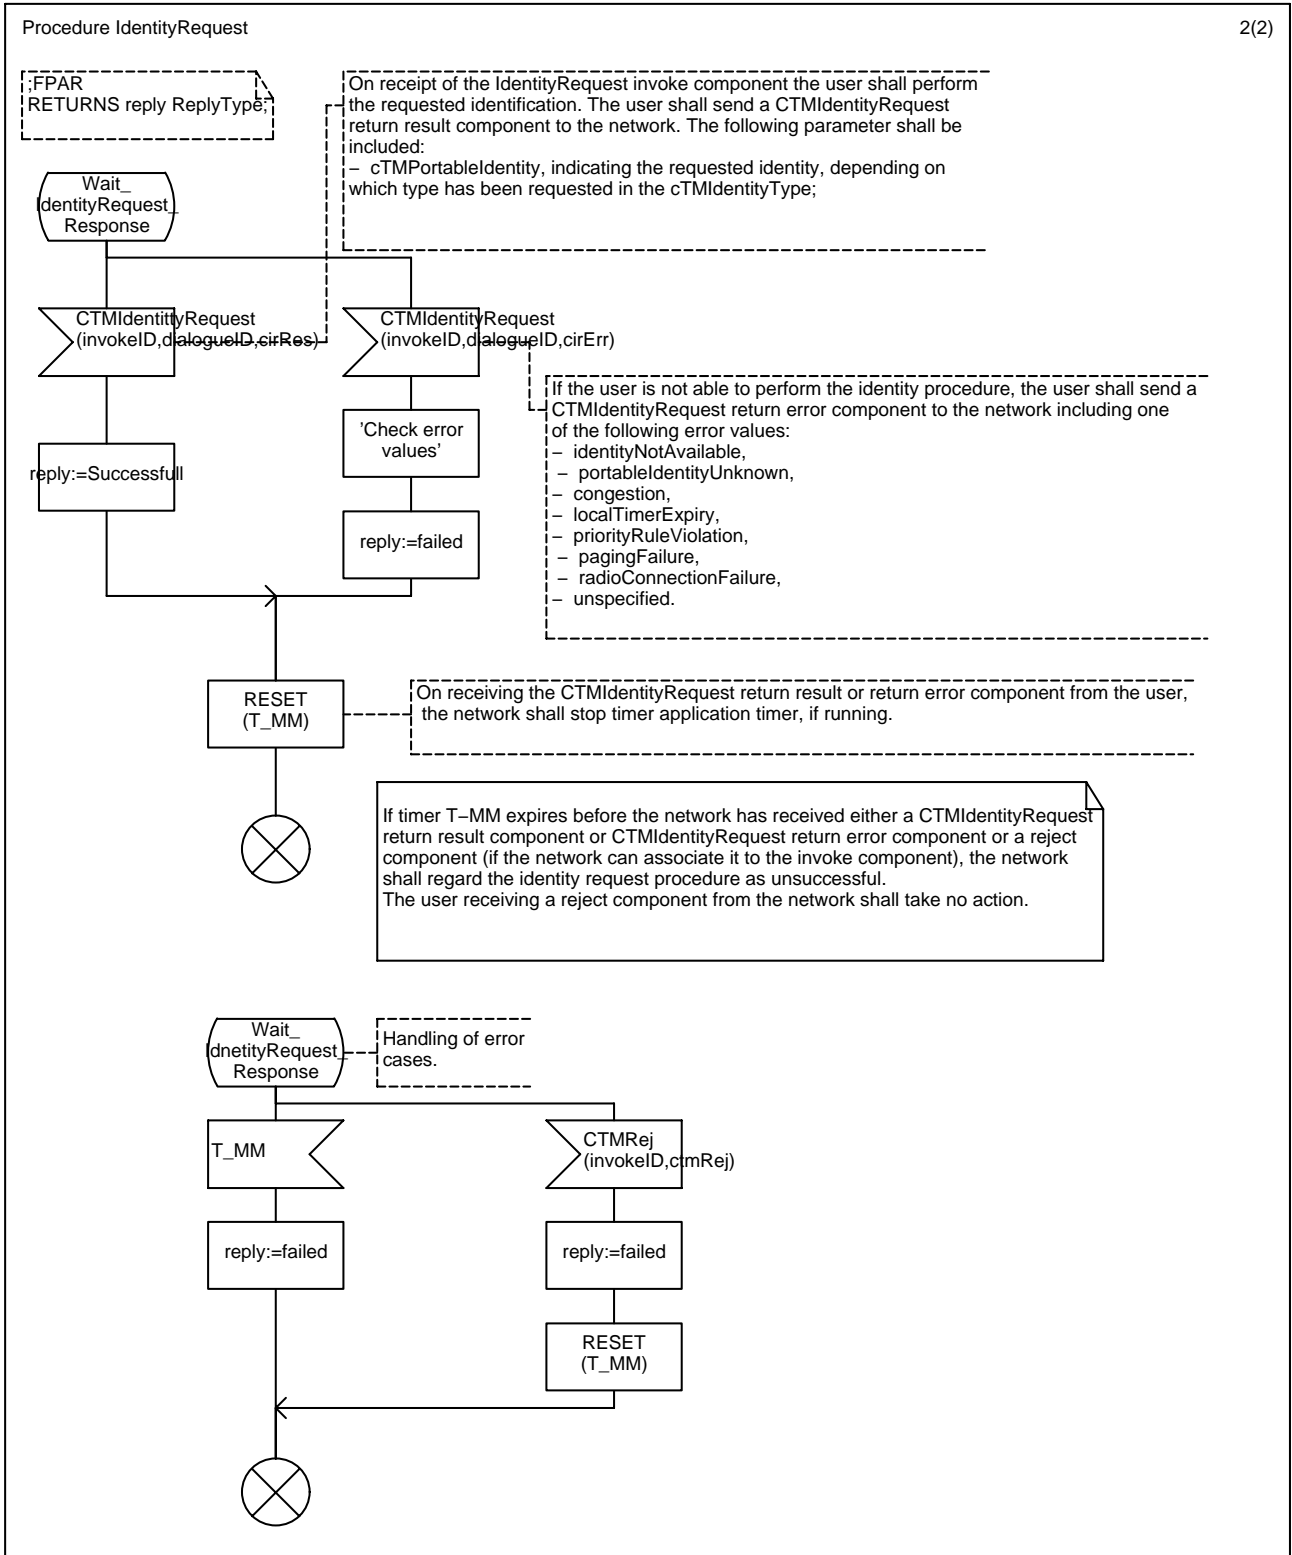 Procedure IdentityRequest
2(2)
;FPAR
RETURNS reply ReplyType;
On receipt of the IdentityRequest invoke component the user shall perform
the requested identification. The user shall send a CTMIdentityRequest
return result component to the network. The following parameter shall be
included:
− cTMPortableIdentity, indicating the requested identity, depending on
which type has been requested in the cTMIdentityType;
Wait_
IdentityRequest_
Response
CTMIdentittyRequest
(invokeID,dialogueID,cirRes)
CTMIdentityRequest
(invokeID,dialogueID,cirErr)
If the user is not able to perform the identity procedure, the user shall send a
CTMIdentityRequest return error component to the network including one
of the following error values:
− identityNotAvailable,
− portableIdentityUnknown,
− congestion,
− localTimerExpiry,
− priorityRuleViolation,
− pagingFailure,
− radioConnectionFailure,
− unspecified.
'Check error
values'
reply:=Successfull
reply:=failed
RESET
(T_MM)
On receiving the CTMIdentityRequest return result or return error component from the user,
the network shall stop timer application timer, if running.
If timer T−MM expires before the network has received either a CTMIdentityRequest
return result component or CTMIdentityRequest return error component or a reject
component (if the network can associate it to the invoke component), the network
shall regard the identity request procedure as unsuccessful.
The user receiving a reject component from the network shall take no action.
Wait_
IdnetityRequest_
Response
Handling of error
cases.
T_MM
CTMRej
(invokeID,ctmRej)
reply:=failed
reply:=failed
RESET
(T_MM)